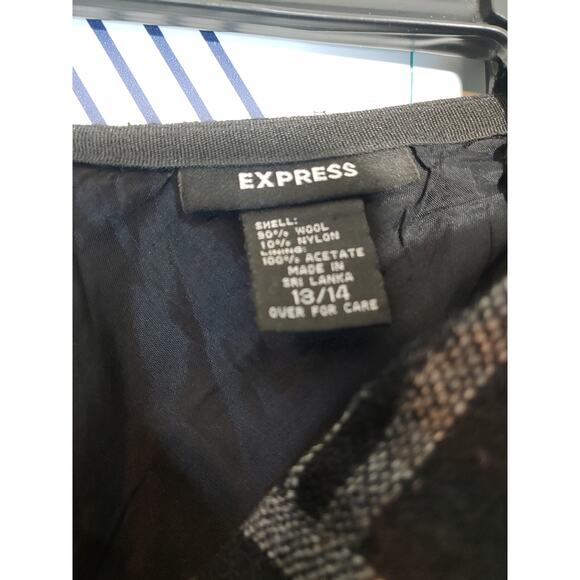 EXPRESS
SHELL:
90% WOOL
10% NYLON
LINING:
100% ACETATE
MADE IN
SRI LANKA
13/14
OVER FOR CARE